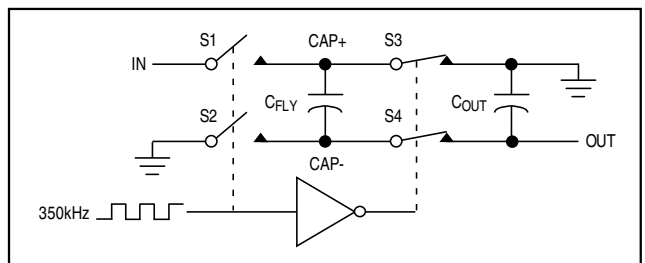 S1 CAP+ S3
IN
CFLY COUT
S2 S4
OUT
CAP-
350kHz